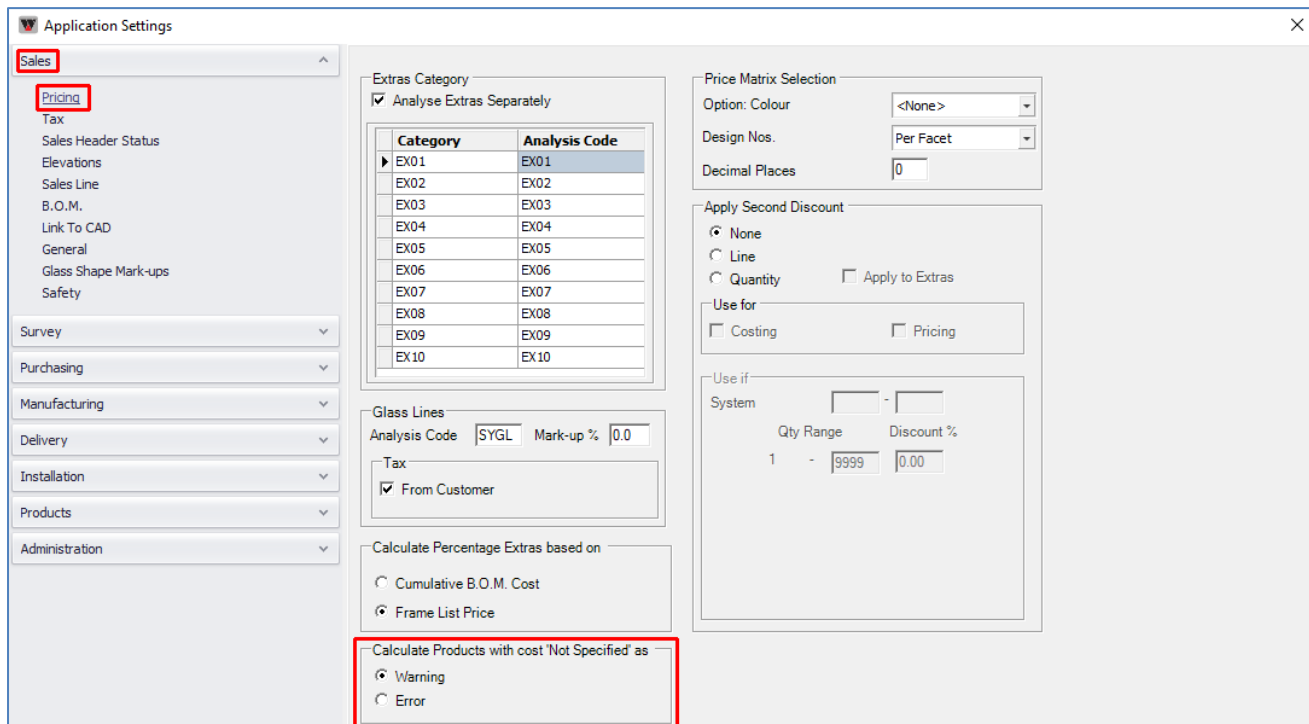 Application Settings
Sales
Pricing
Tax
Sales Header Status
Elevations
Sales Line
B.O.M.
Link To CAD
General
Glass Shape Mark-ups
Safety
Survey
Purchasing
Manufacturing
Delivery
Installation
Products
Administration
Extras Category
Analyse Extras Separately
Category Analysis Code
EX01 EX01
EX02 EX02
EX03 EX03
EX04 EX04
EX05 EX05
EX06 EX06
EX07 EX07
EX08 EX08
EX09 EX09
EX10 EX10
Glass Lines
Analysis Code SYGL Mark-up % 0.0
Tax
From Customer
Calculate Percentage Extras based on
Cumulative B.O.M. Cost
Frame List Price
Calculate Products with cost 'Not Specified' as
Warning
Error
Price Matrix Selection
Option: Colour <None>
Design Nos. Per Facet
Decimal Places 0
Apply Second Discount
None
Line
Quantity Apply to Extras
Use for
Costing Pricing
Use if
System -
Qty Range Discount %
1 - 9999 0.00